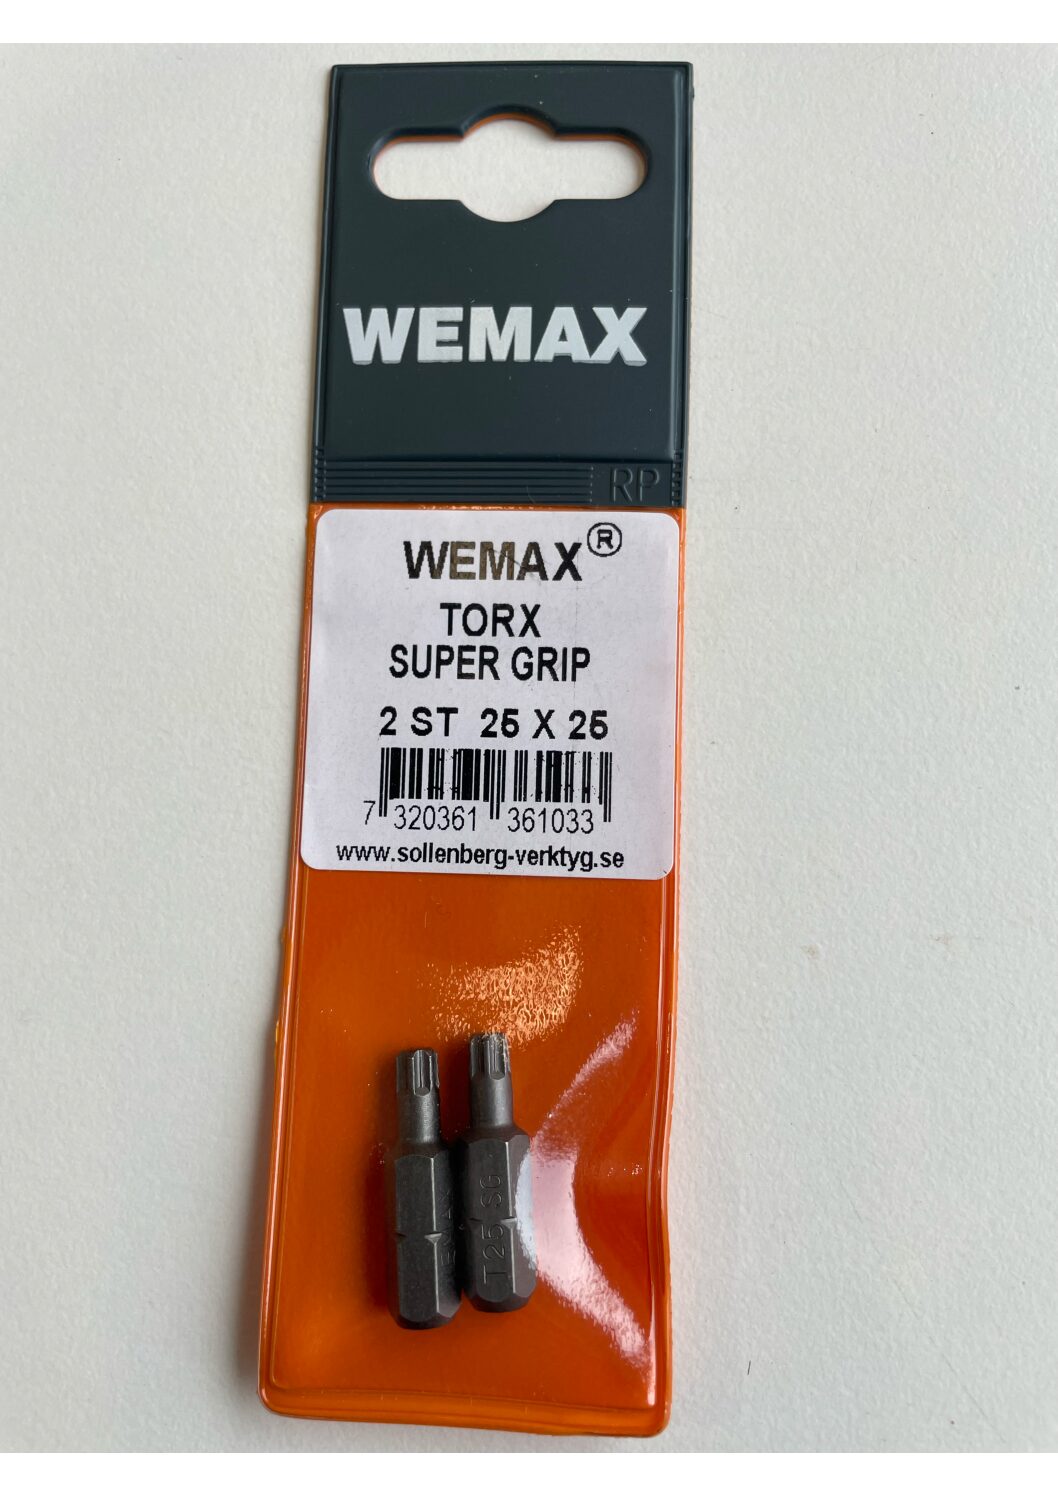 WEMAX
RP
WEMAX®
TORX
SUPER GRIP
2 ST 25 X 25
7 320361 361033
www.sollenberg-verktyg.se
T25 SG